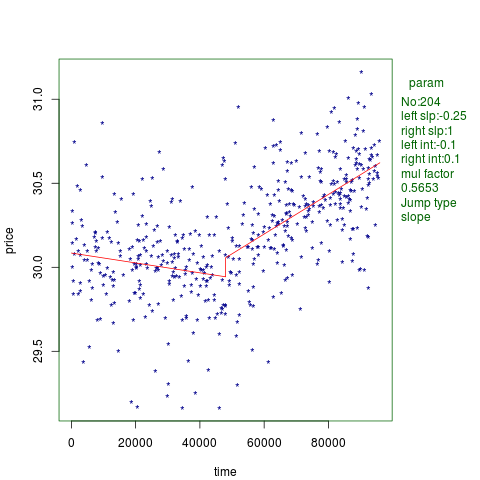 param
No:204
left slp:-0.25
right slp:1
left int:-0.1
right int:0.1
mul factor
0.5653
Jump type
slope
price
31.0
30.5
30.0
29.5
0 20000 40000 60000 80000
time